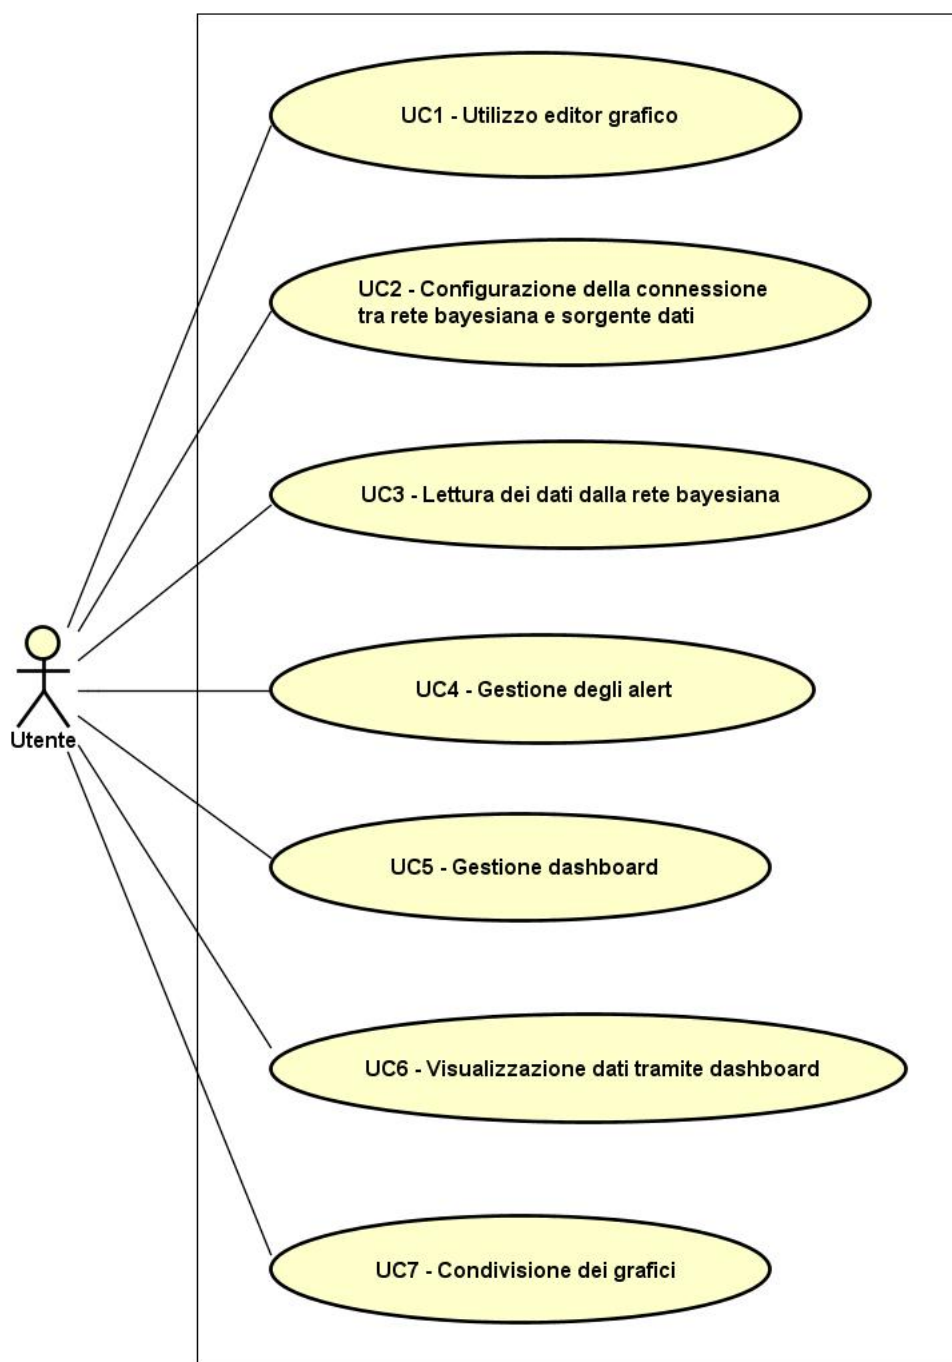 UC1 - Utilizzo editor grafico
UC2 - Configurazione della connessione
tra rete bayesiana e sorgente dati
UC3 - Lettura dei dati dalla rete bayesiana
UC4 - Gestione degli alert
Utente
UC5 - Gestione dashboard
UC6 - Visualizzazione dati tramite dashboard
UC7 - Condivisione dei grafici